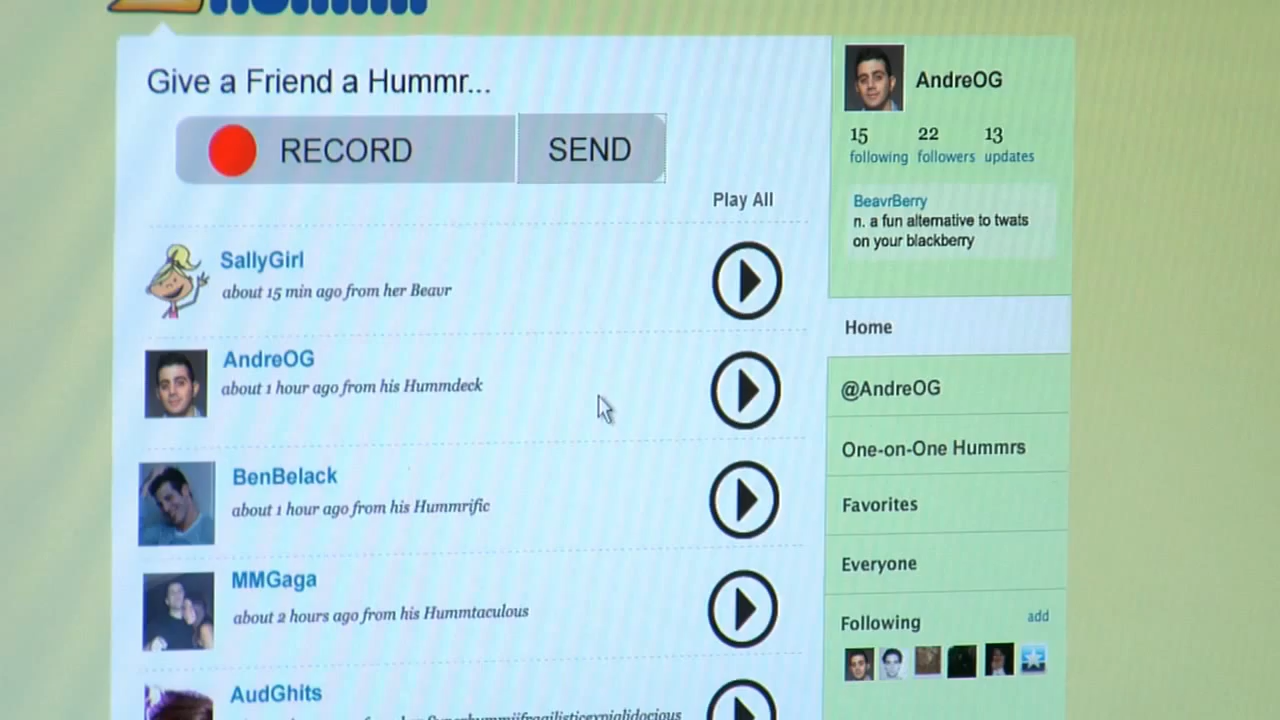 Give a Friend a Hummr...
RECORD
SEND
Play All
SallyGirl
about 15 min ago from her Beavr
AndreOG
about 1 hour ago from his Hummdeck
BenBelack
about 1 hour ago from his Hummrific
MMGaga
about 2 hours ago from his Hummtaculous
AudGhits
AndreOG
15 22 13
following followers updates
BeavrBerry
n. a fun alternative to twats
on your blackberry
Home
@AndreOG
One-on-One Hummrs
Favorites
Everyone
Following add